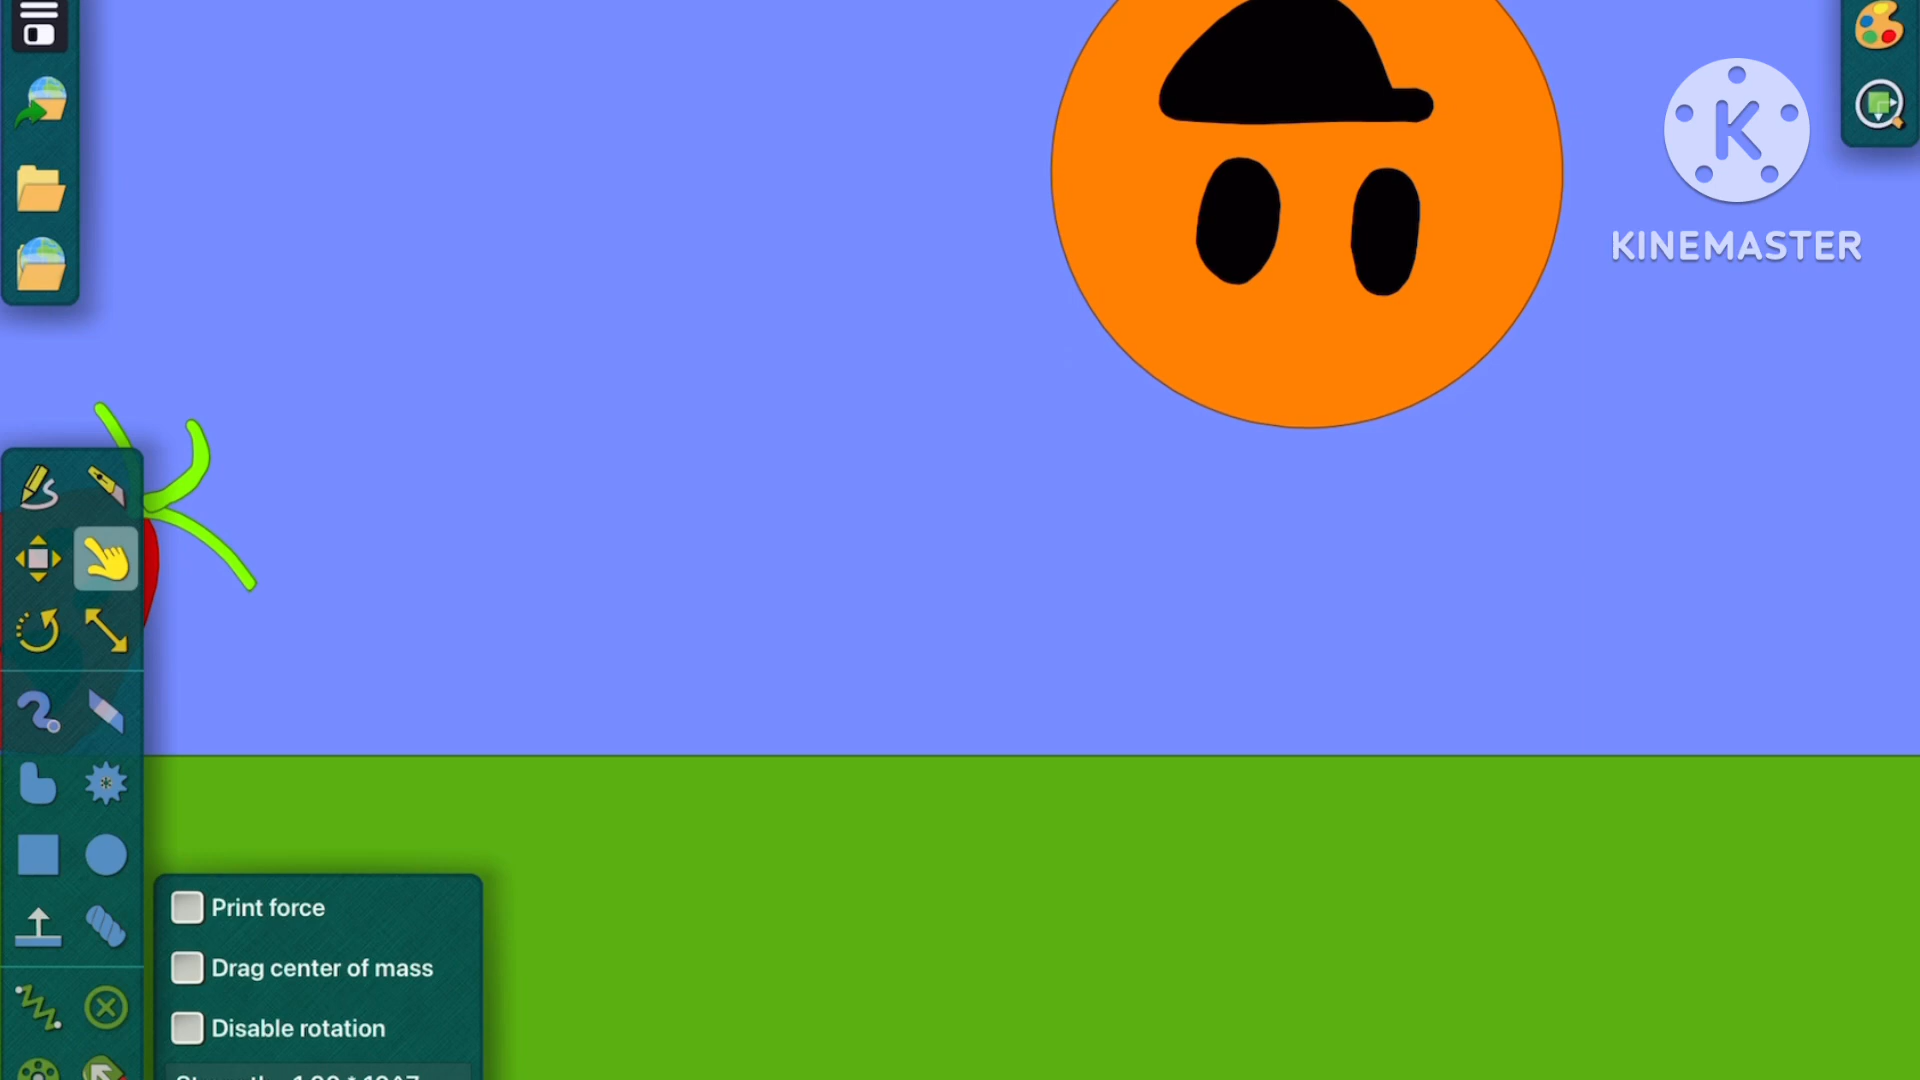 K
KINEMASTER
Print force
Drag center of mass
Disable rotation